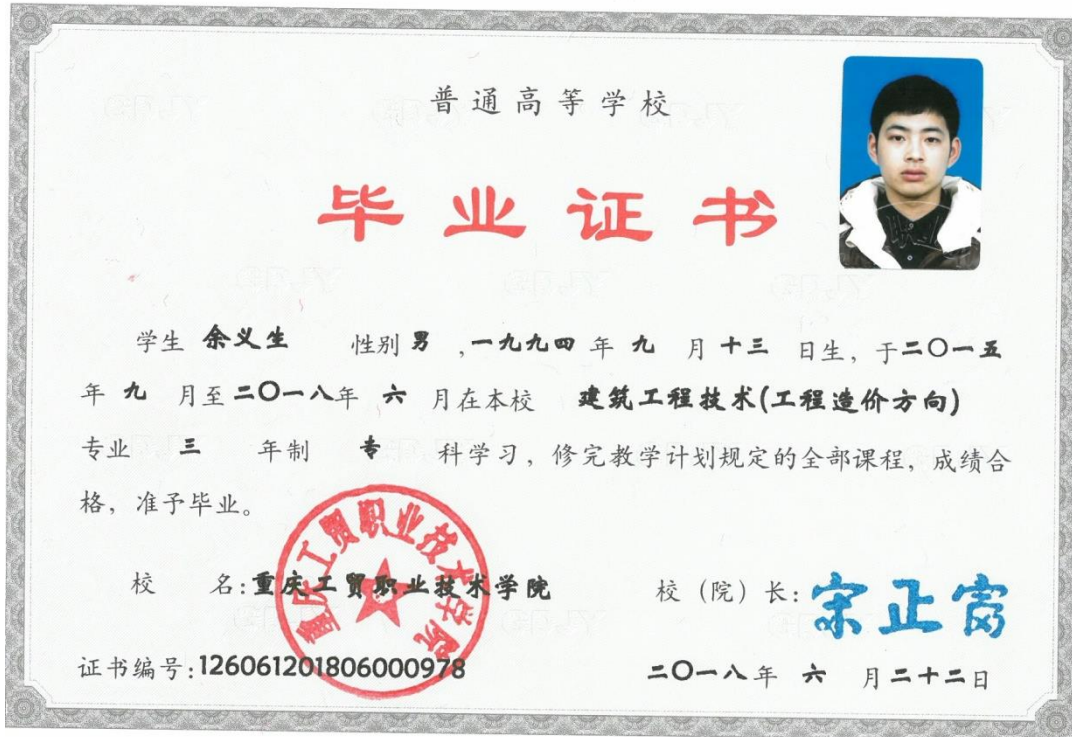 普通高等学校
毕业证书
学生 余义生 性别 男 ,一九九四 年 九 月 十三 日生, 于二〇一五
年 九 月至 二〇一八年 六 月在本校 建筑工程技术(工程造价方向)
专业 三 年制 专 科学习, 修完教学计划规定的全部课程, 成绩合
格, 准予毕业。
重庆工贸职业技术学院
校 名:重庆工贸职业技术学院 校(院)长:宋正富
证书编号:126061201806000978 二〇一八年 六 月二十二日